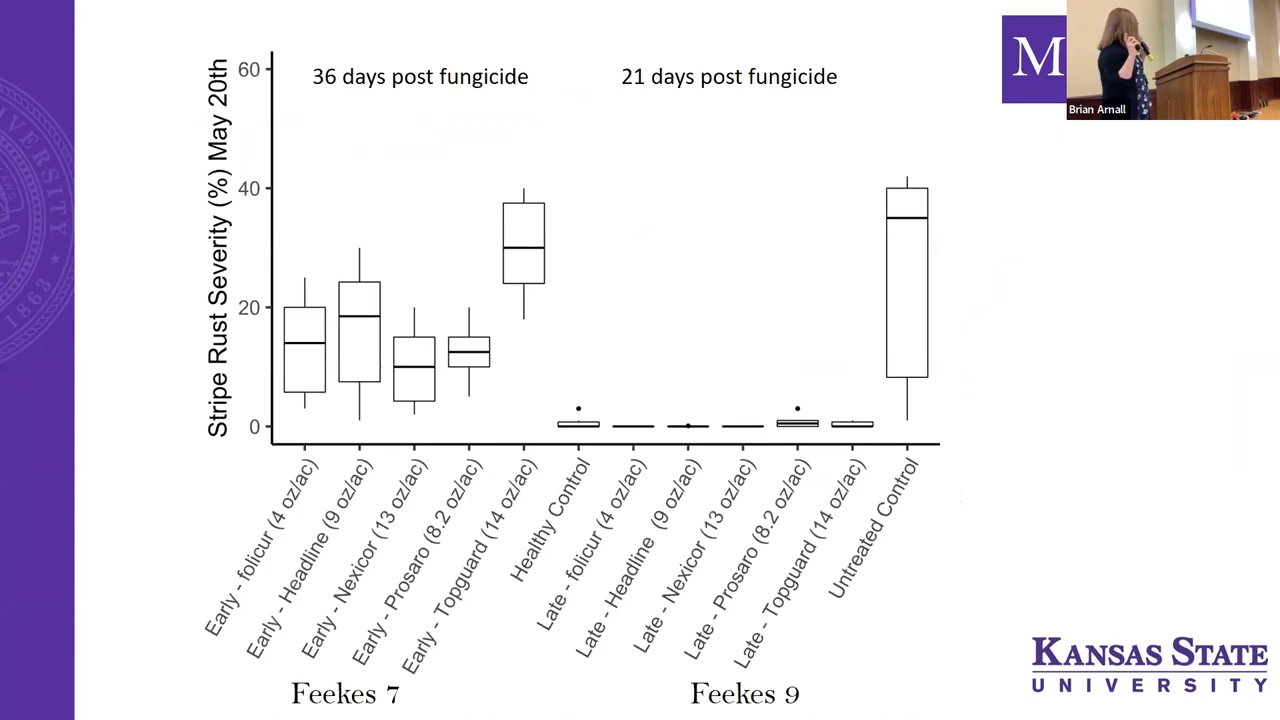 36 days post fungicide
21 days post fungicide
M
Brian Arnall
Stripe Rust Severity (%) May 20th
60
40
20
0
Early - folicur (4 oz/ac)
Early - Headline (9 oz/ac)
Early - Nexicor (13 oz/ac)
Early - Prosaro (8.2 oz/ac)
Early - Topguard (14 oz/ac)
Healthy Control
Late - folicur (4 oz/ac)
Late - Headline (9 oz/ac)
Late - Nexicor (13 oz/ac)
Late - Prosaro (8.2 oz/ac)
Late - Topguard (14 oz/ac)
Untreated Control
Feekes 7
Feekes 9
KANSAS STATE
UNIVERSITY
1863